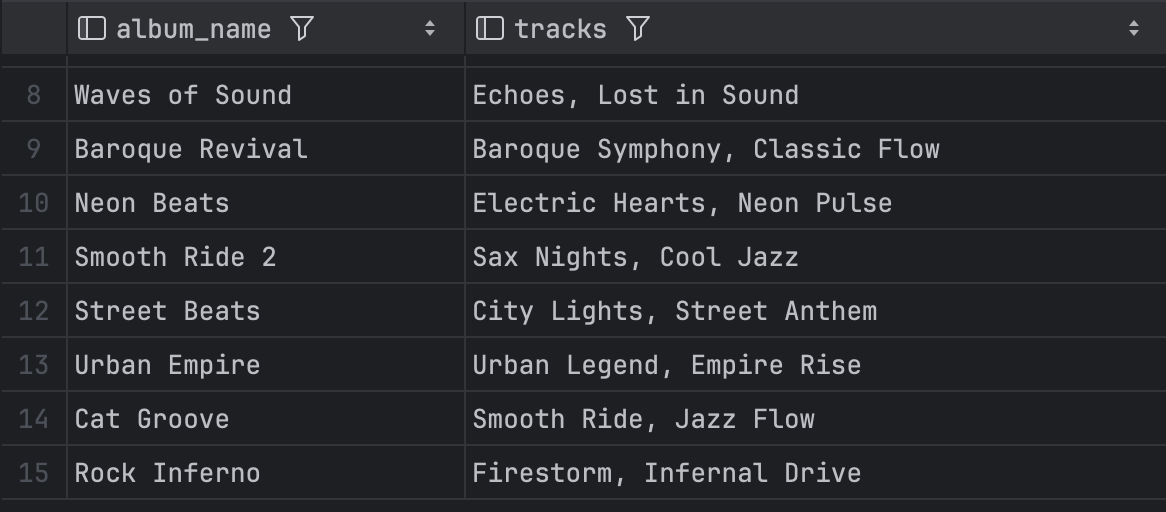 album_name tracks
8 Waves of Sound Echoes, Lost in Sound
9 Baroque Revival Baroque Symphony, Classic Flow
10 Neon Beats Electric Hearts, Neon Pulse
11 Smooth Ride 2 Sax Nights, Cool Jazz
12 Street Beats City Lights, Street Anthem
13 Urban Empire Urban Legend, Empire Rise
14 Cat Groove Smooth Ride, Jazz Flow
15 Rock Inferno Firestorm, Infernal Drive